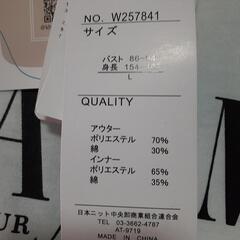 NO. W257841
サイズ
バスト 86-
身長 154-
L
QUALITY
アウター
ポリエステル 70%
綿 30%
インナー
ポリエステル 65%
綿 35%
日本ニット中央卸商業組合連合会
TEL 03-3662-4787
AT-9719
MADE IN CHINA
UR